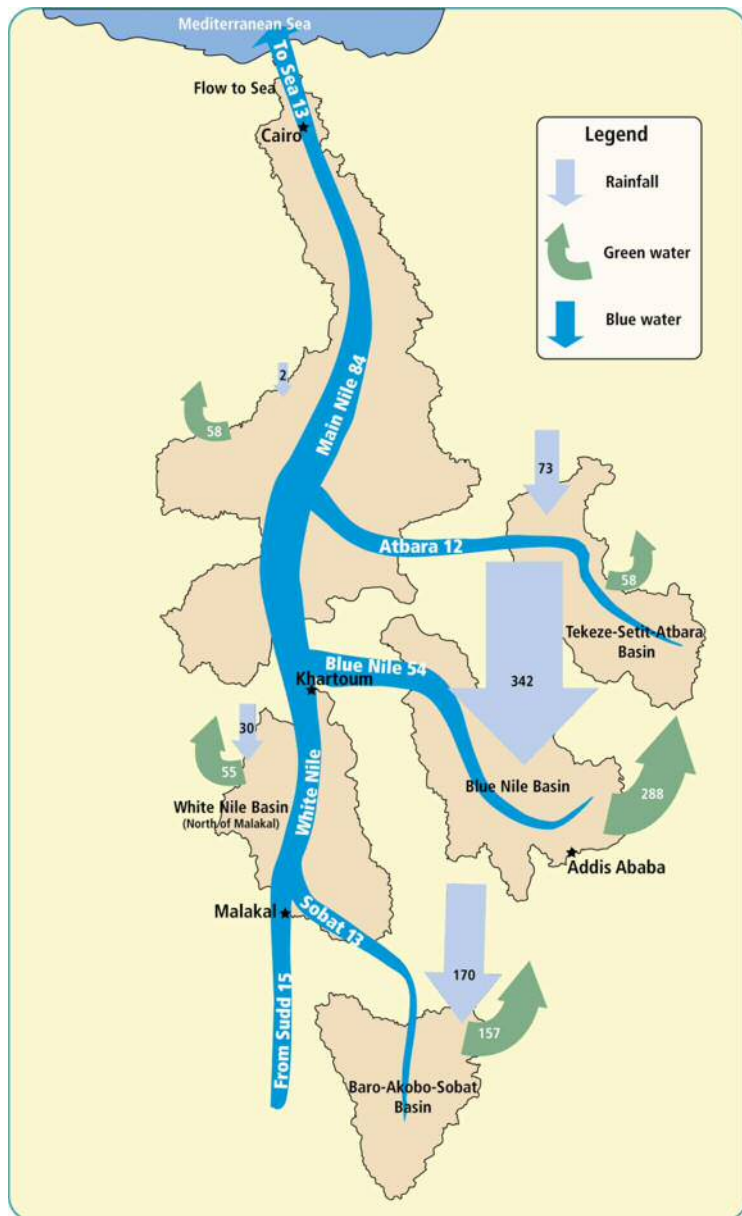 Mediterranean Sea
To Sea 13
Flow to Sea
Cairo
Legend
Rainfall
Green water
Blue water
2
58
Main Nile 84
73
Atbara 12
58
Tekeze-Setit-Atbara
Basin
342
Blue Nile 54
Khartoum
30
55
White Nile
White Nile Basin
(North of Malakal)
Blue Nile Basin
288
Addis Ababa
Malakal
Sobat 13
170
157
From Sudd 15
Baro-Akobo-Sobat
Basin